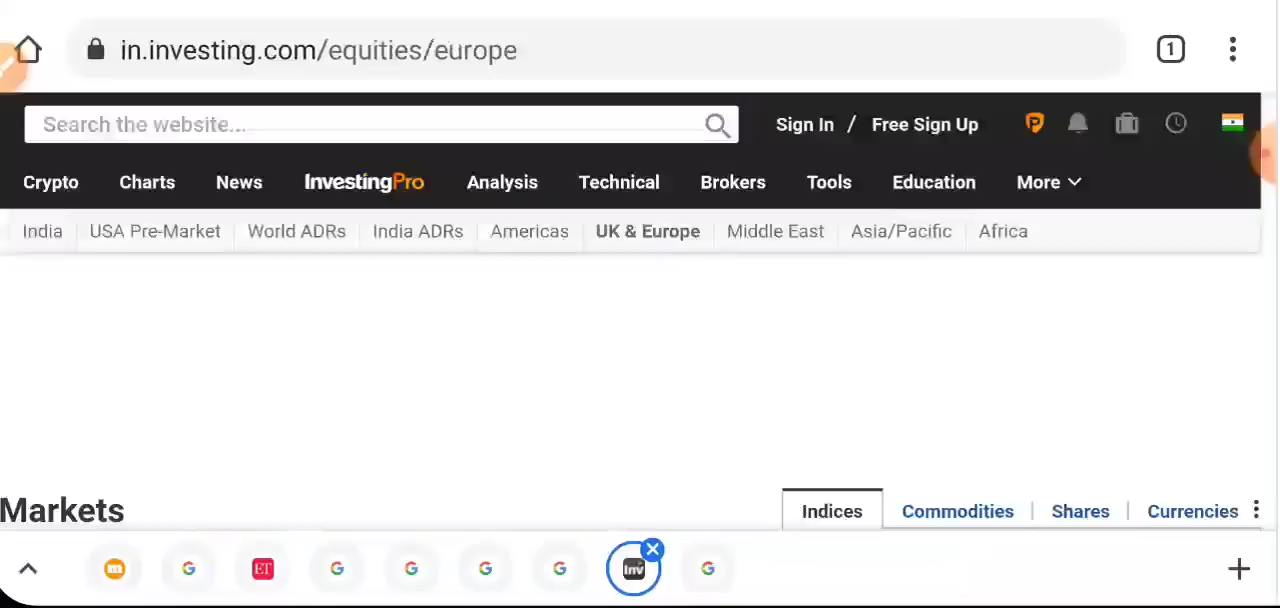 in.investing.com/equities/europe
1
Search the website...
Sign In / Free Sign Up
P
Crypto Charts News InvestingPro Analysis Technical Brokers Tools Education More
India USA Pre-Market World ADRs India ADRs Americas UK & Europe Middle East Asia/Pacific Africa
Markets
Indices Commodities Shares Currencies
m G ET G G G G Inv G